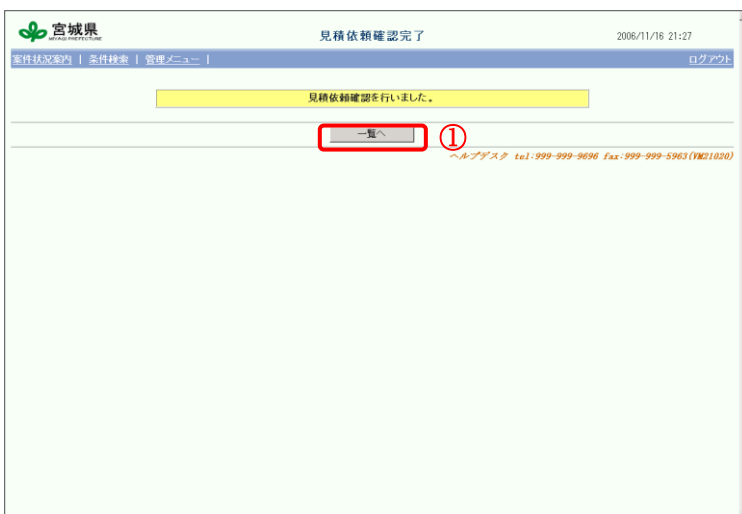 宮城県
MIYAGI PREFECTURE
見積依頼確認完了
2006/11/16 21:27
案件状況案内 | 条件検索 | 管理メニュー |
ログアウト
見積依頼確認を行いました。
一覧へ
①
ヘルプデスク tel:999-999-9696 fax:999-999-5963(VM21020)